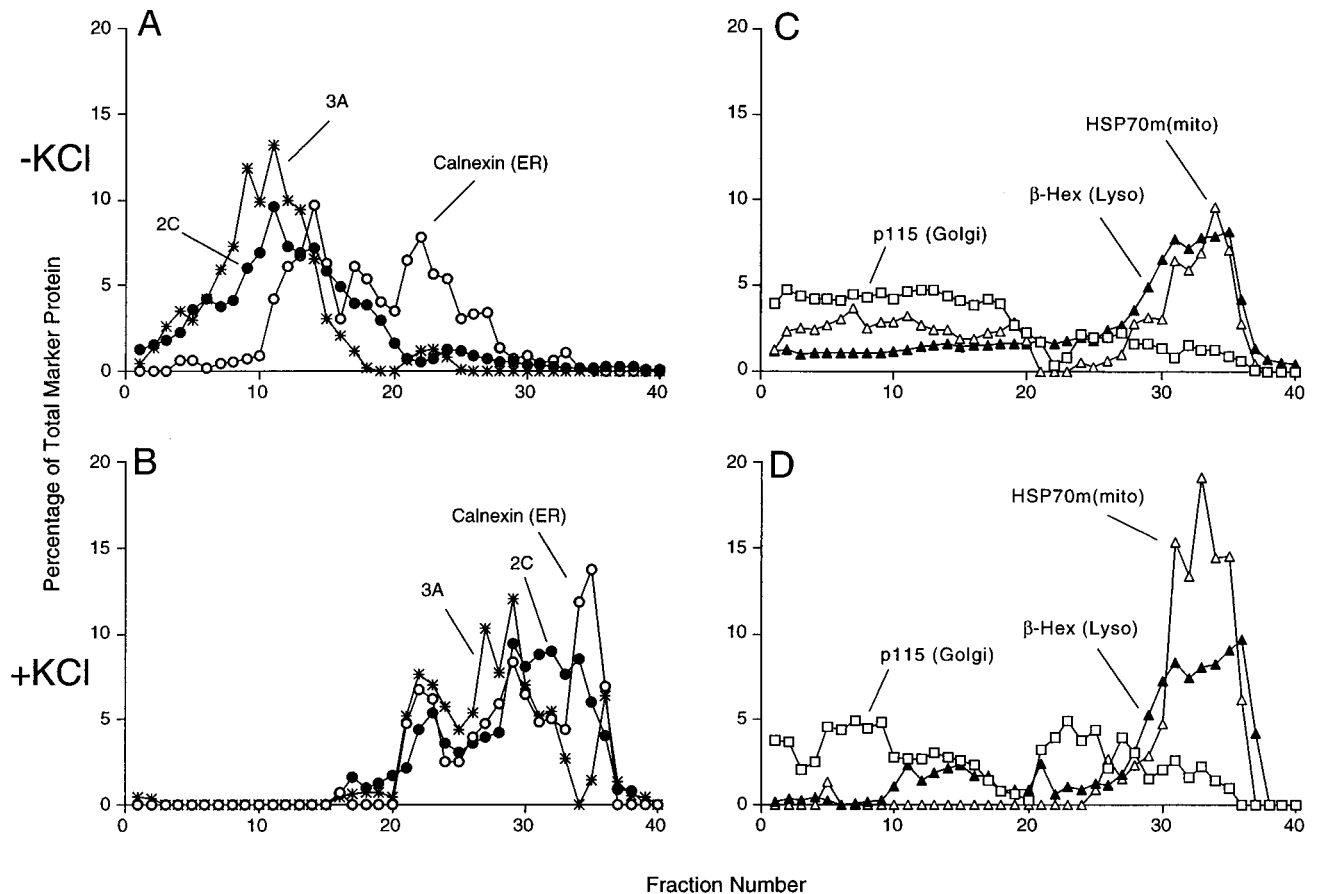 A
20
15
10
5
0
0
10
20
30
40
-KCl
3A
2C
Calnexin (ER)
C
20
15
10
5
0
0
10
20
30
40
HSP70m(mito)
β-Hex (Lyso)
p115 (Golgi)
Percentage of Total Marker Protein
B
20
15
10
5
0
0
10
20
30
40
+KCl
Calnexin (ER)
2C
3A
D
20
15
10
5
0
0
10
20
30
40
HSP70m(mito)
β-Hex (Lyso)
p115 (Golgi)
Fraction Number